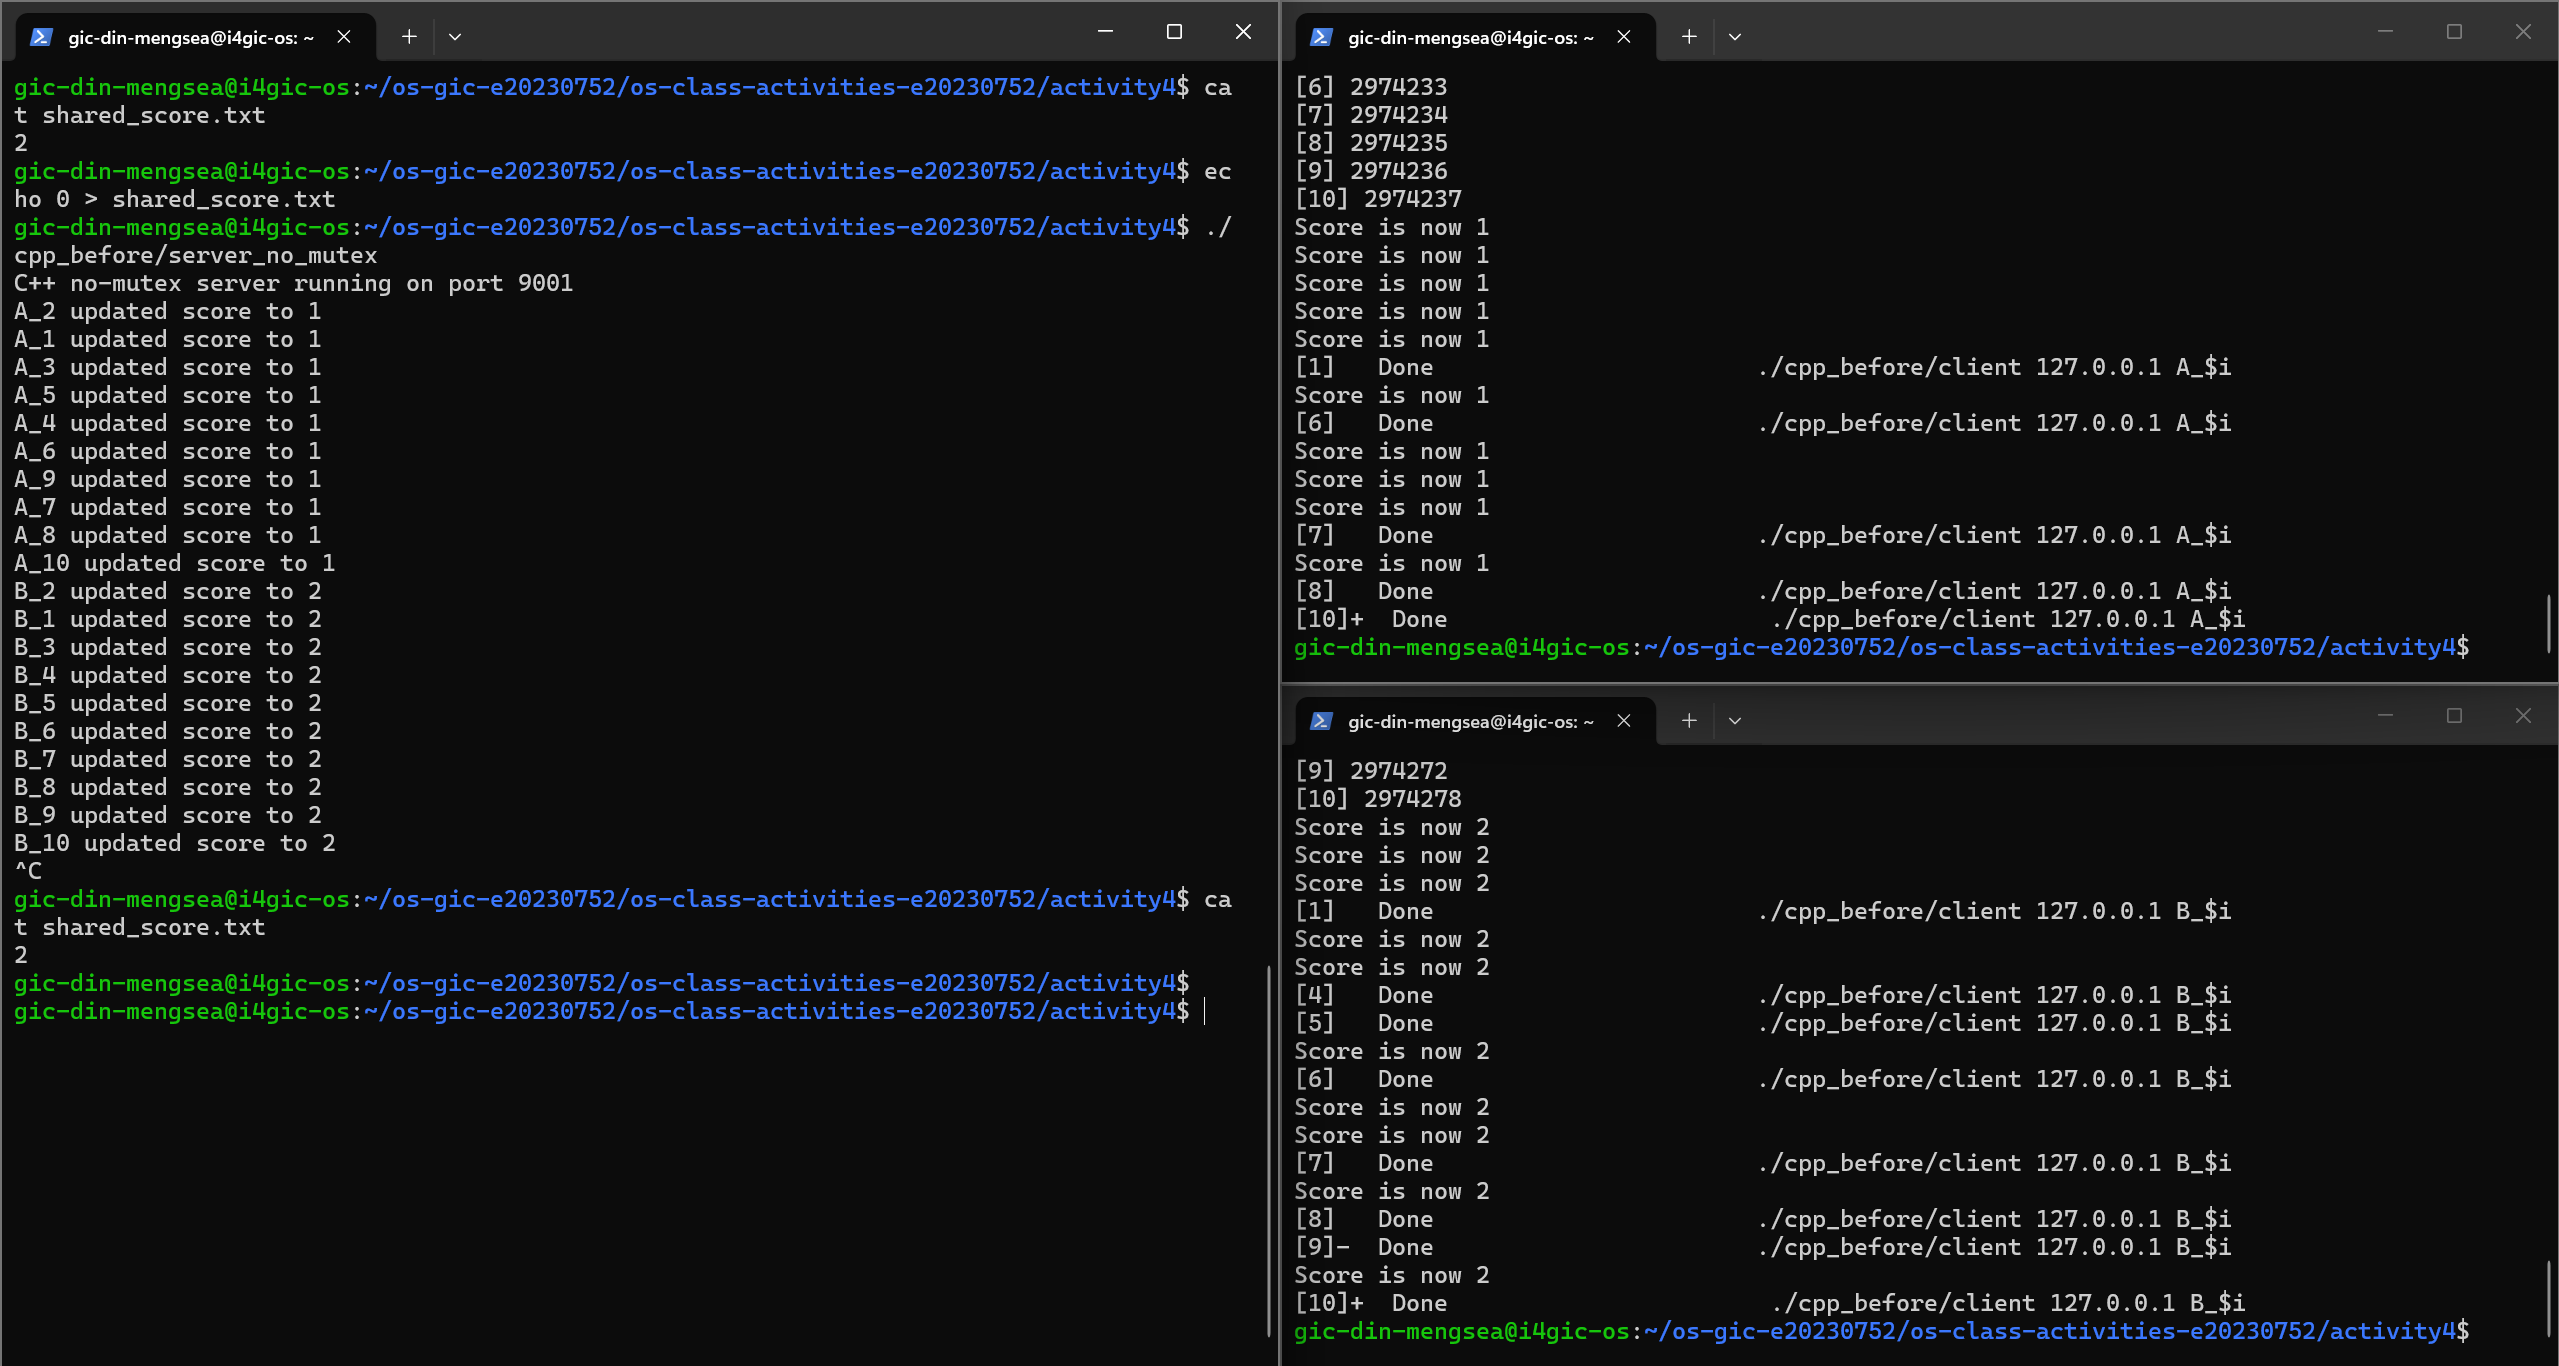 gic-din-mengsea@i4gic-os: ~
gic-din-mengsea@i4gic-os:~/os-gic-e20230752/os-class-activities-e20230752/activity4$ ca
t shared_score.txt
2
gic-din-mengsea@i4gic-os:~/os-gic-e20230752/os-class-activities-e20230752/activity4$ ec
ho 0 > shared_score.txt
gic-din-mengsea@i4gic-os:~/os-gic-e20230752/os-class-activities-e20230752/activity4$ ./
cpp_before/server_no_mutex
C++ no-mutex server running on port 9001
A_2 updated score to 1
A_1 updated score to 1
A_3 updated score to 1
A_5 updated score to 1
A_4 updated score to 1
A_6 updated score to 1
A_9 updated score to 1
A_7 updated score to 1
A_8 updated score to 1
A_10 updated score to 1
B_2 updated score to 2
B_1 updated score to 2
B_3 updated score to 2
B_4 updated score to 2
B_5 updated score to 2
B_6 updated score to 2
B_7 updated score to 2
B_8 updated score to 2
B_9 updated score to 2
B_10 updated score to 2
^C
gic-din-mengsea@i4gic-os:~/os-gic-e20230752/os-class-activities-e20230752/activity4$ ca
t shared_score.txt
2
gic-din-mengsea@i4gic-os:~/os-gic-e20230752/os-class-activities-e20230752/activity4$
gic-din-mengsea@i4gic-os:~/os-gic-e20230752/os-class-activities-e20230752/activity4$
gic-din-mengsea@i4gic-os: ~
[6] 2974233
[7] 2974234
[8] 2974235
[9] 2974236
[10] 2974237
Score is now 1
Score is now 1
Score is now 1
Score is now 1
Score is now 1
[1]   Done                       ./cpp_before/client 127.0.0.1 A_$i
Score is now 1
[6]   Done                       ./cpp_before/client 127.0.0.1 A_$i
Score is now 1
Score is now 1
Score is now 1
[7]   Done                       ./cpp_before/client 127.0.0.1 A_$i
Score is now 1
[8]   Done                       ./cpp_before/client 127.0.0.1 A_$i
[10]+  Done                       ./cpp_before/client 127.0.0.1 A_$i
gic-din-mengsea@i4gic-os:~/os-gic-e20230752/os-class-activities-e20230752/activity4$
gic-din-mengsea@i4gic-os: ~
[9] 2974272
[10] 2974278
Score is now 2
Score is now 2
Score is now 2
[1]   Done                       ./cpp_before/client 127.0.0.1 B_$i
Score is now 2
Score is now 2
[4]   Done                       ./cpp_before/client 127.0.0.1 B_$i
[5]   Done                       ./cpp_before/client 127.0.0.1 B_$i
Score is now 2
[6]   Done                       ./cpp_before/client 127.0.0.1 B_$i
Score is now 2
Score is now 2
[7]   Done                       ./cpp_before/client 127.0.0.1 B_$i
Score is now 2
[8]   Done                       ./cpp_before/client 127.0.0.1 B_$i
[9]-  Done                       ./cpp_before/client 127.0.0.1 B_$i
Score is now 2
[10]+  Done                       ./cpp_before/client 127.0.0.1 B_$i
gic-din-mengsea@i4gic-os:~/os-gic-e20230752/os-class-activities-e20230752/activity4$